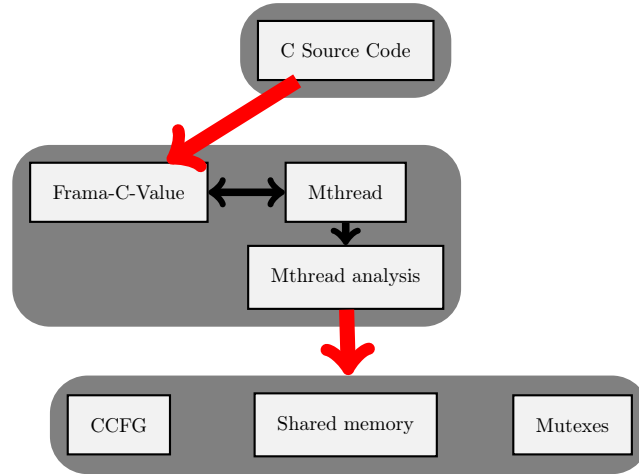 C Source Code
Frama-C-Value
Mthread
Mthread analysis
CCFG
Shared memory
Mutexes